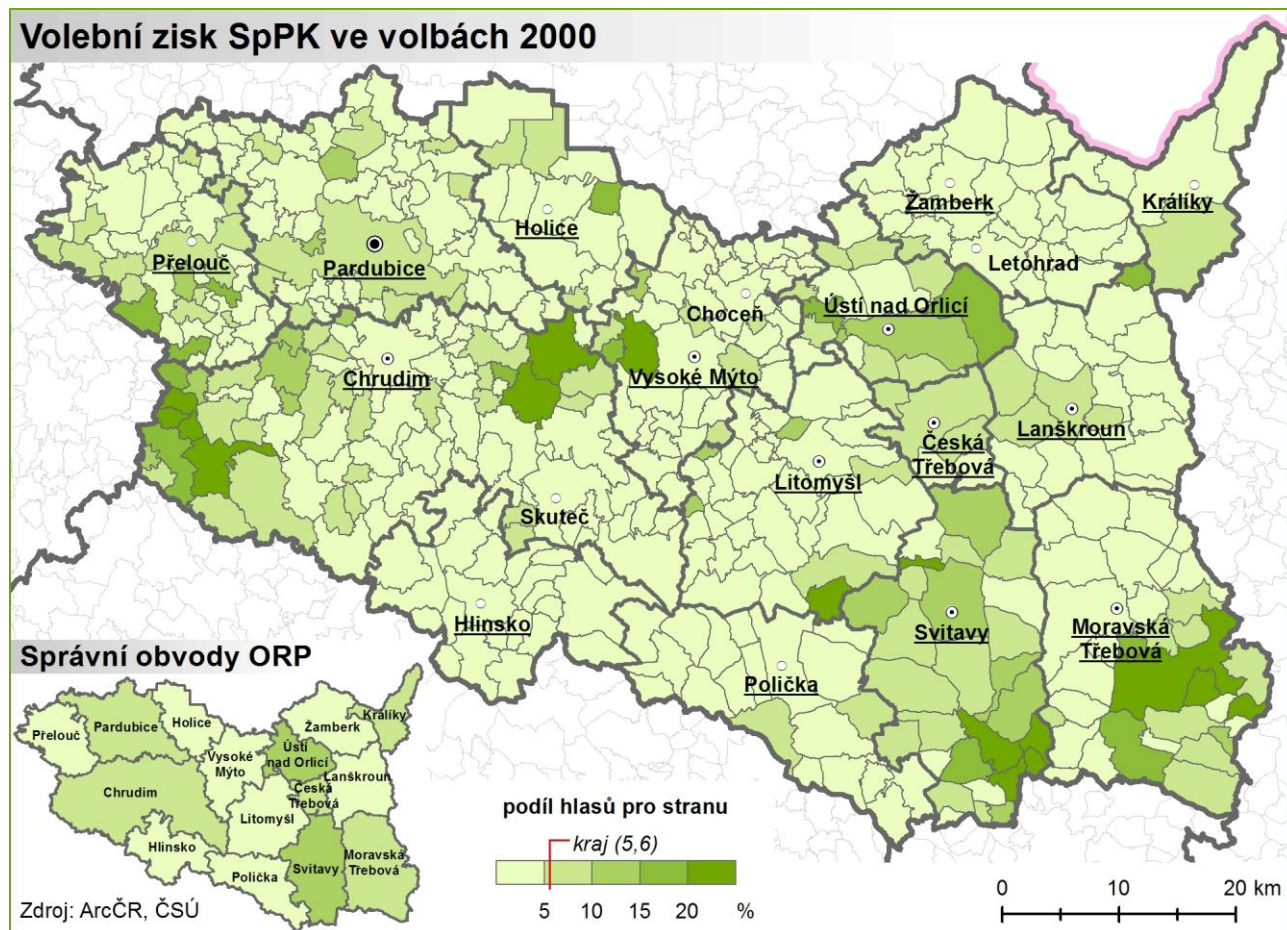 Volební zisk SpPK ve volbách 2000
Žamberk
Králíky
Holice
Přelouč
Pardubice
Letohrad
Choceň
Ústí nad Orlicí
Chrudim
Vysoké Mýto
Lanškroun
Česká
Třebová
Litomyšl
Skuteč
Hlinsko
Svitavy
Moravská
Třebová
Polička
Správní obvody ORP
Pardubice
Holice
Žamberk
Králíky
Přelouč
Vysoké
Mýto
Ústí
nad Orlicí
Lanškroun
Chrudim
Česká
Třebová
Litomyšl
Hlinsko
Svitavy
Moravská
Třebová
Polička
Zdroj: ArcČR, ČSÚ
podíl hlasů pro stranu
kraj (5,6)
5 10 15 20 %
0 10 20 km